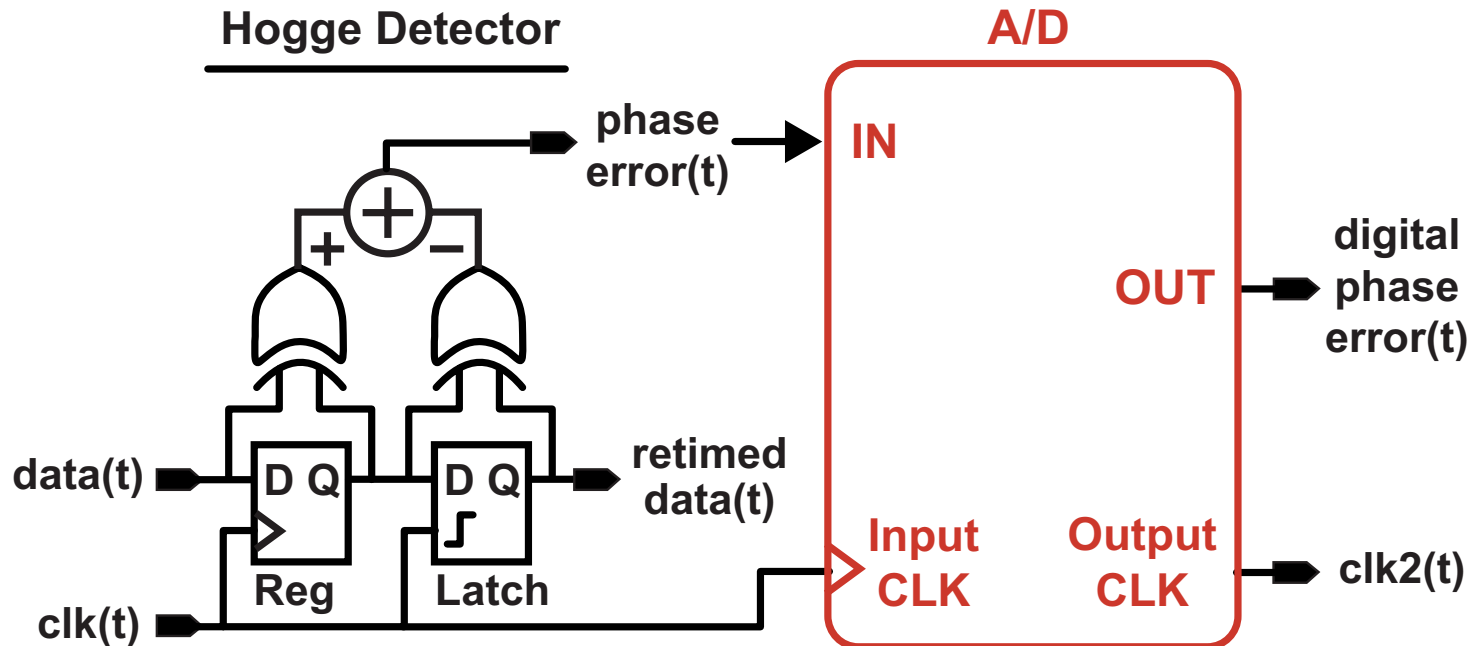 Hogge Detector
A/D
phase
error(t)
IN
+
+ −
digital
OUT
phase
error(t)
data(t)
D Q
D Q
retimed
data(t)
Input
CLK
Output
CLK
clk2(t)
Reg
Latch
clk(t)